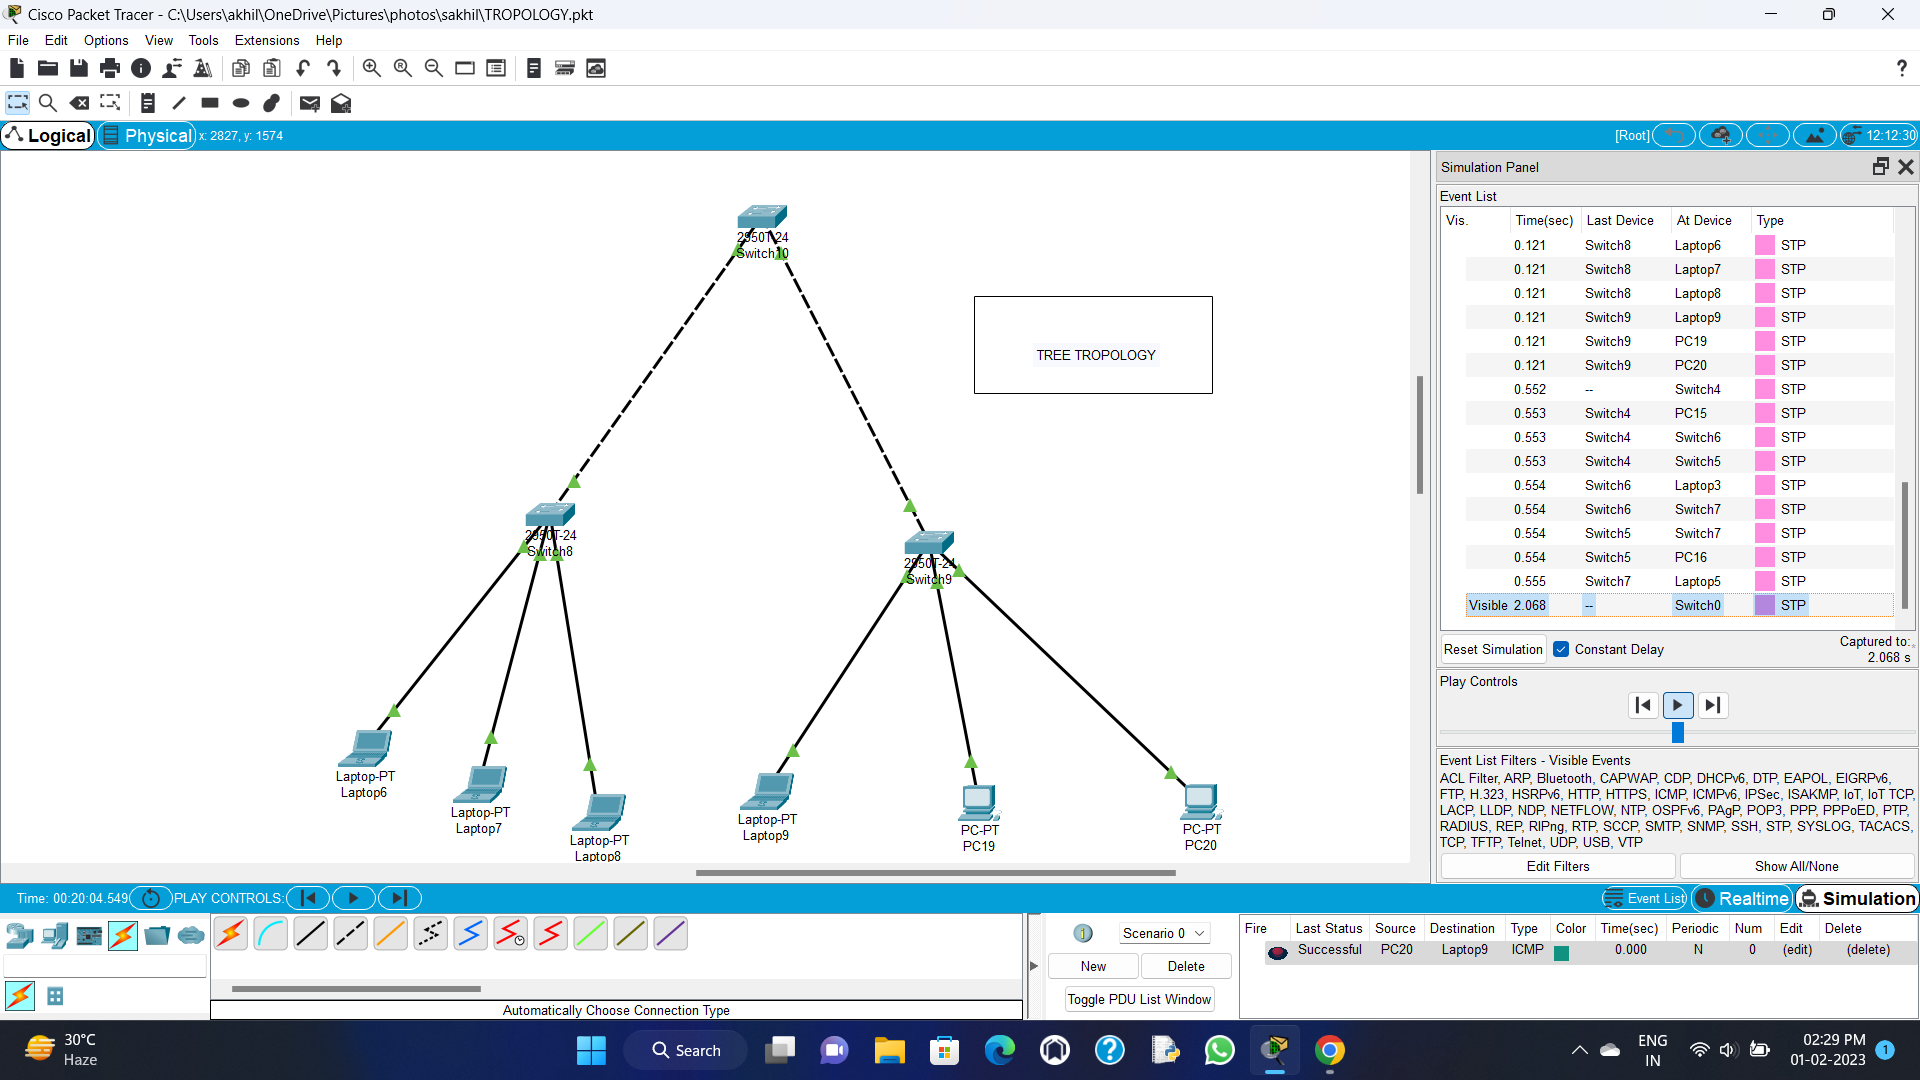 Cisco Packet Tracer - C:\Users\akhil\OneDrive\Pictures\photos\sakhil\TROPOLOGY.pkt
File Edit Options View Tools Extensions Help
Logical Physical x: 2827, y: 1574 [Root] 12:12:30
2950T-24
Switch10
TREE TROPOLOGY
2950T-24
Switch8
2950T-24
Switch9
Laptop-PT
Laptop6
Laptop-PT
Laptop7
Laptop-PT
Laptop8
Laptop-PT
Laptop9
PC-PT
PC19
PC-PT
PC20
Simulation Panel
Event List
Vis. Time(sec) Last Device At Device Type
0.121 Switch8 Laptop6 STP
0.121 Switch8 Laptop7 STP
0.121 Switch8 Laptop8 STP
0.121 Switch9 Laptop9 STP
0.121 Switch9 PC19 STP
0.121 Switch9 PC20 STP
0.552 -- Switch4 STP
0.553 Switch4 PC15 STP
0.553 Switch4 Switch6 STP
0.553 Switch4 Switch5 STP
0.554 Switch6 Laptop3 STP
0.554 Switch6 Switch7 STP
0.554 Switch5 Switch7 STP
0.554 Switch5 PC16 STP
0.555 Switch7 Laptop5 STP
Visible 2.068 -- Switch0 STP
Reset Simulation Constant Delay Captured to:
2.068 s
Play Controls
Event List Filters - Visible Events
ACL Filter, ARP, Bluetooth, CAPWAP, CDP, DHCPv6, DTP, EAPOL, EIGRPv6,
FTP, H.323, HSRPv6, HTTP, HTTPS, ICMP, ICMPv6, IPSec, ISAKMP, IoT, IoT TCP,
LACP, LLDP, NDP, NETFLOW, NTP, OSPFv6, PAgP, POP3, PPP, PPPoED, PTP,
RADIUS, REP, RIPng, RTP, SCCP, SMTP, SNMP, SSH, STP, SYSLOG, TACACS,
TCP, TFTP, Telnet, UDP, USB, VTP
Edit Filters Show All/None
Time: 00:20:04.549 PLAY CONTROLS: Event List Realtime Simulation
Automatically Choose Connection Type
Scenario 0
New Delete
Toggle PDU List Window
Fire Last Status Source Destination Type Color Time(sec) Periodic Num Edit Delete
Successful PC20 Laptop9 ICMP 0.000 N 0 (edit) (delete)
30°C
Haze
Search
ENG
IN
02:29 PM
01-02-2023
1